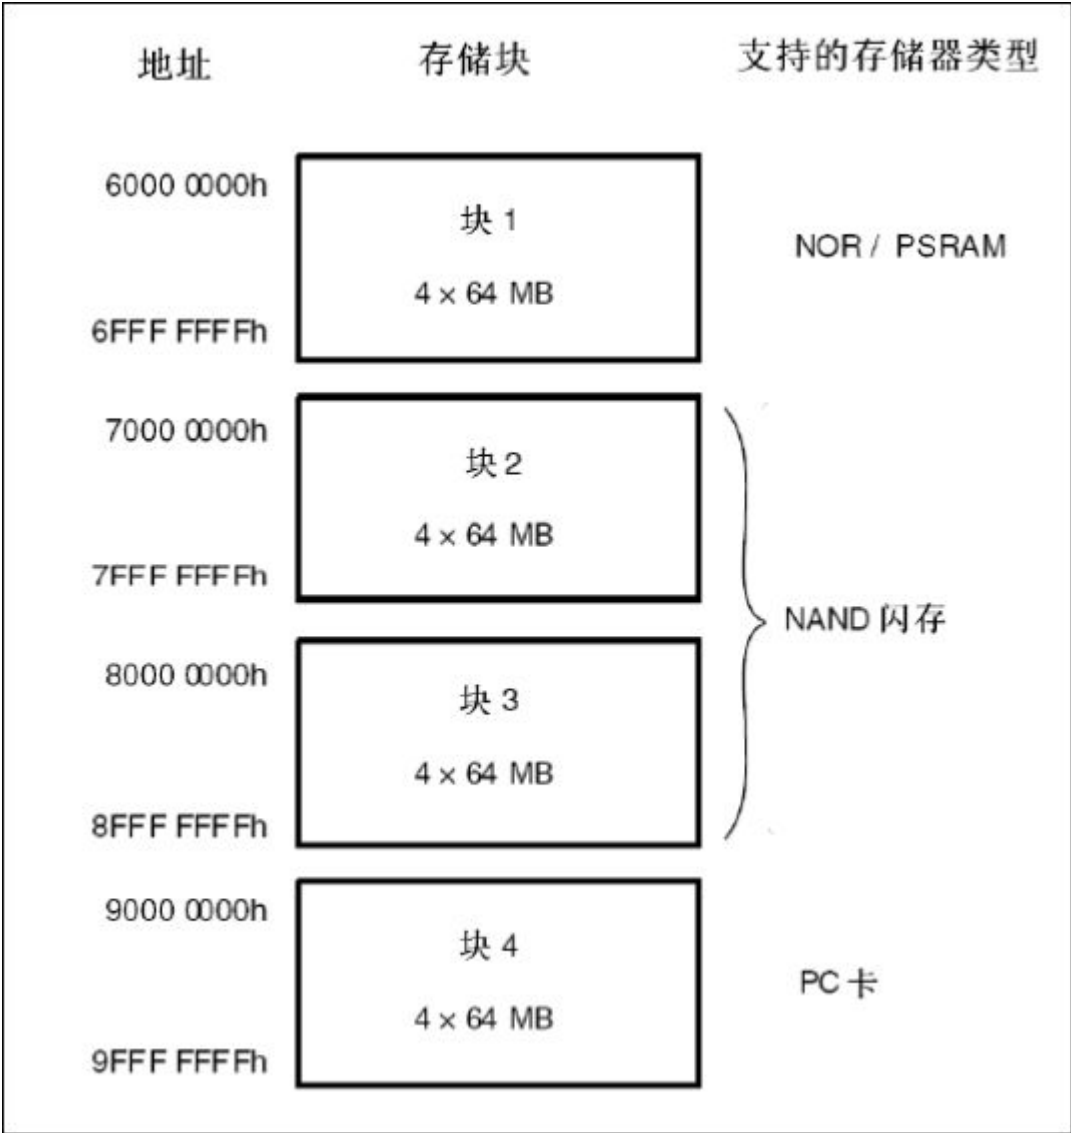 地址 存储块 支持的存储器类型
6000 0000h
块 1
NOR / PSRAM
4 × 64 MB
6FFF FFFFh
7000 0000h
块 2
4 × 64 MB
7FFF FFFFh
NAND 闪存
8000 0000h
块 3
4 × 64 MB
8FFF FFFFh
9000 0000h
块 4
PC 卡
4 × 64 MB
9FFF FFFFh